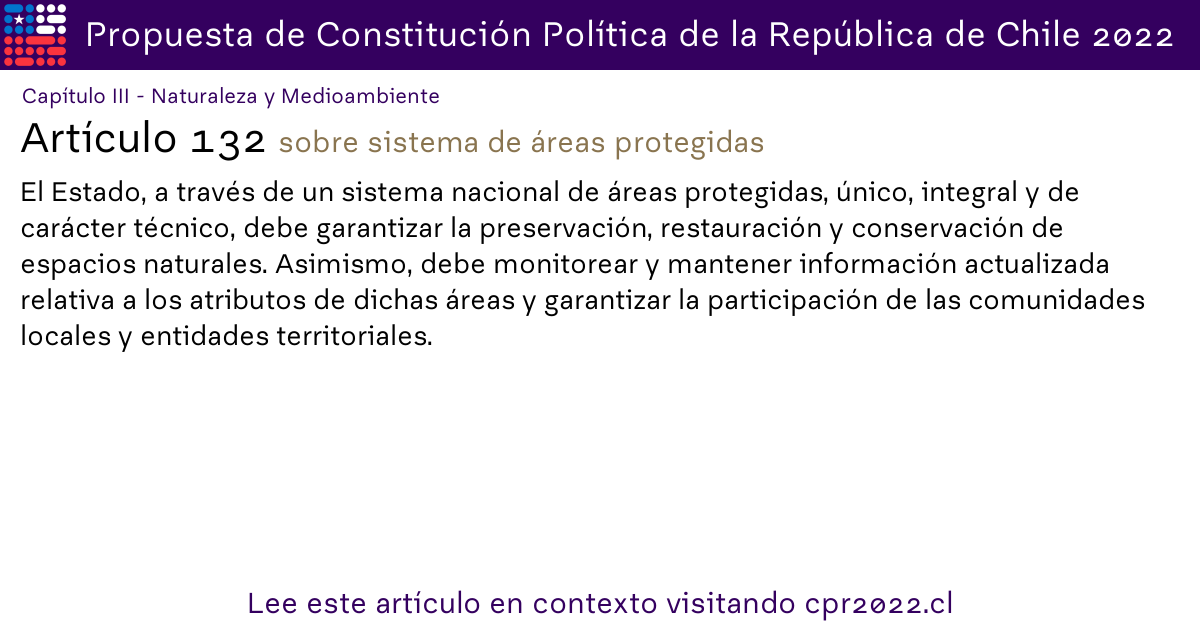 Propuesta de Constitución Política de la República de Chile 2022
Capítulo III - Naturaleza y Medioambiente
Artículo 132 sobre sistema de áreas protegidas
El Estado, a través de un sistema nacional de áreas protegidas, único, integral y de
carácter técnico, debe garantizar la preservación, restauración y conservación de
espacios naturales. Asimismo, debe monitorear y mantener información actualizada
relativa a los atributos de dichas áreas y garantizar la participación de las comunidades
locales y entidades territoriales.
Lee este artículo en contexto visitando cpr2022.cl